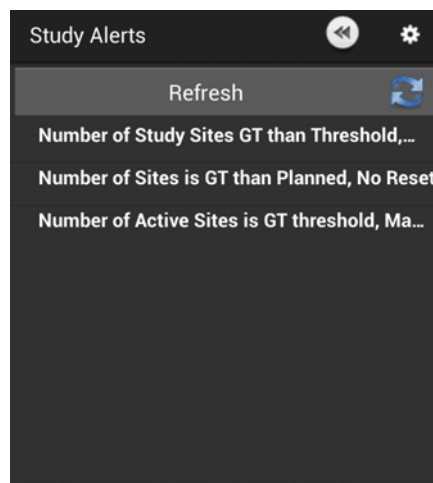 Study Alerts
Refresh
Number of Study Sites GT than Threshold,...
Number of Sites is GT than Planned, No Reset
Number of Active Sites is GT threshold, Ma...